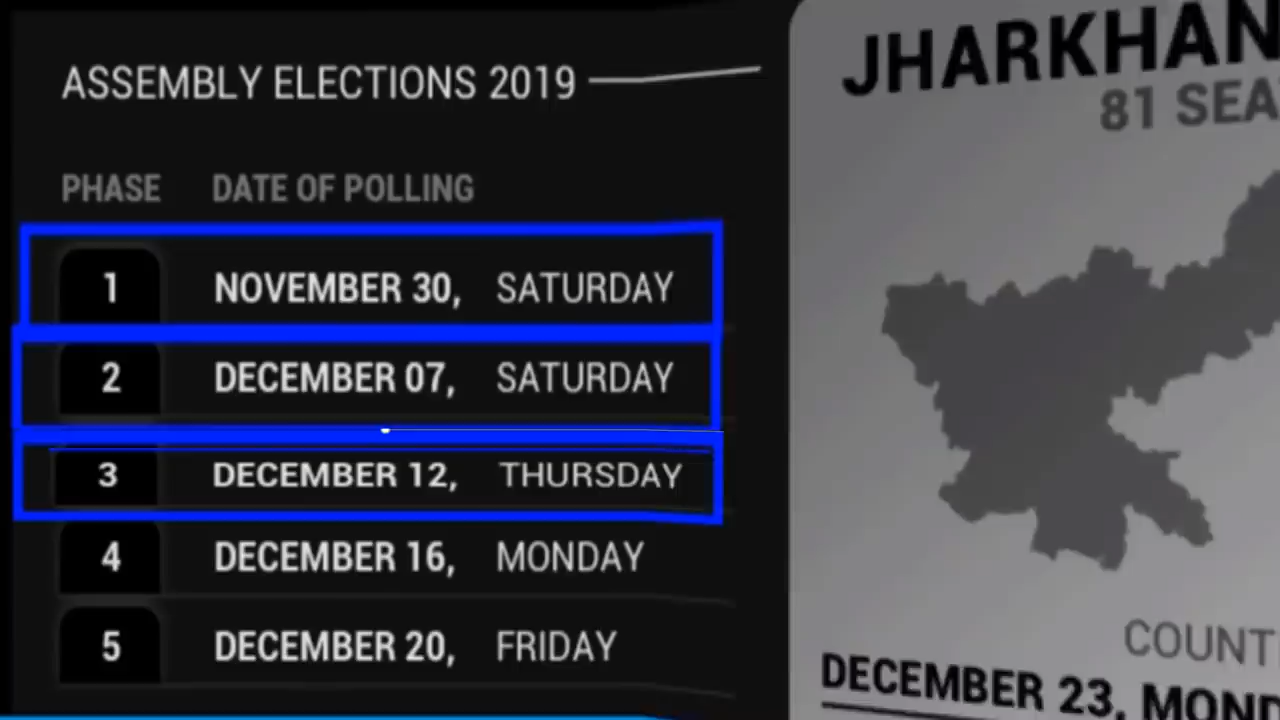 ASSEMBLY ELECTIONS 2019
PHASE DATE OF POLLING
1 NOVEMBER 30, SATURDAY
2 DECEMBER 07, SATURDAY
3 DECEMBER 12, THURSDAY
4 DECEMBER 16, MONDAY
5 DECEMBER 20, FRIDAY
JHARKHAN
81 SEA
COUNT
DECEMBER 23, MOND